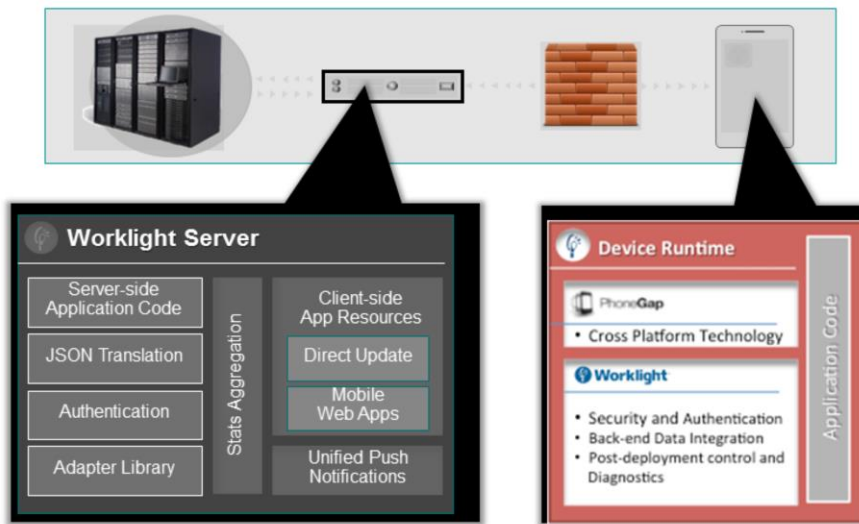 Worklight Server
Server-side
Application Code
JSON Translation
Authentication
Adapter Library
Stats Aggregation
Client-side
App Resources
Direct Update
Mobile
Web Apps
Unified Push
Notifications
Device Runtime
PhoneGap
• Cross Platform Technology
Worklight
• Security and Authentication
• Back-end Data Integration
• Post-deployment control and
Diagnostics
Application Code